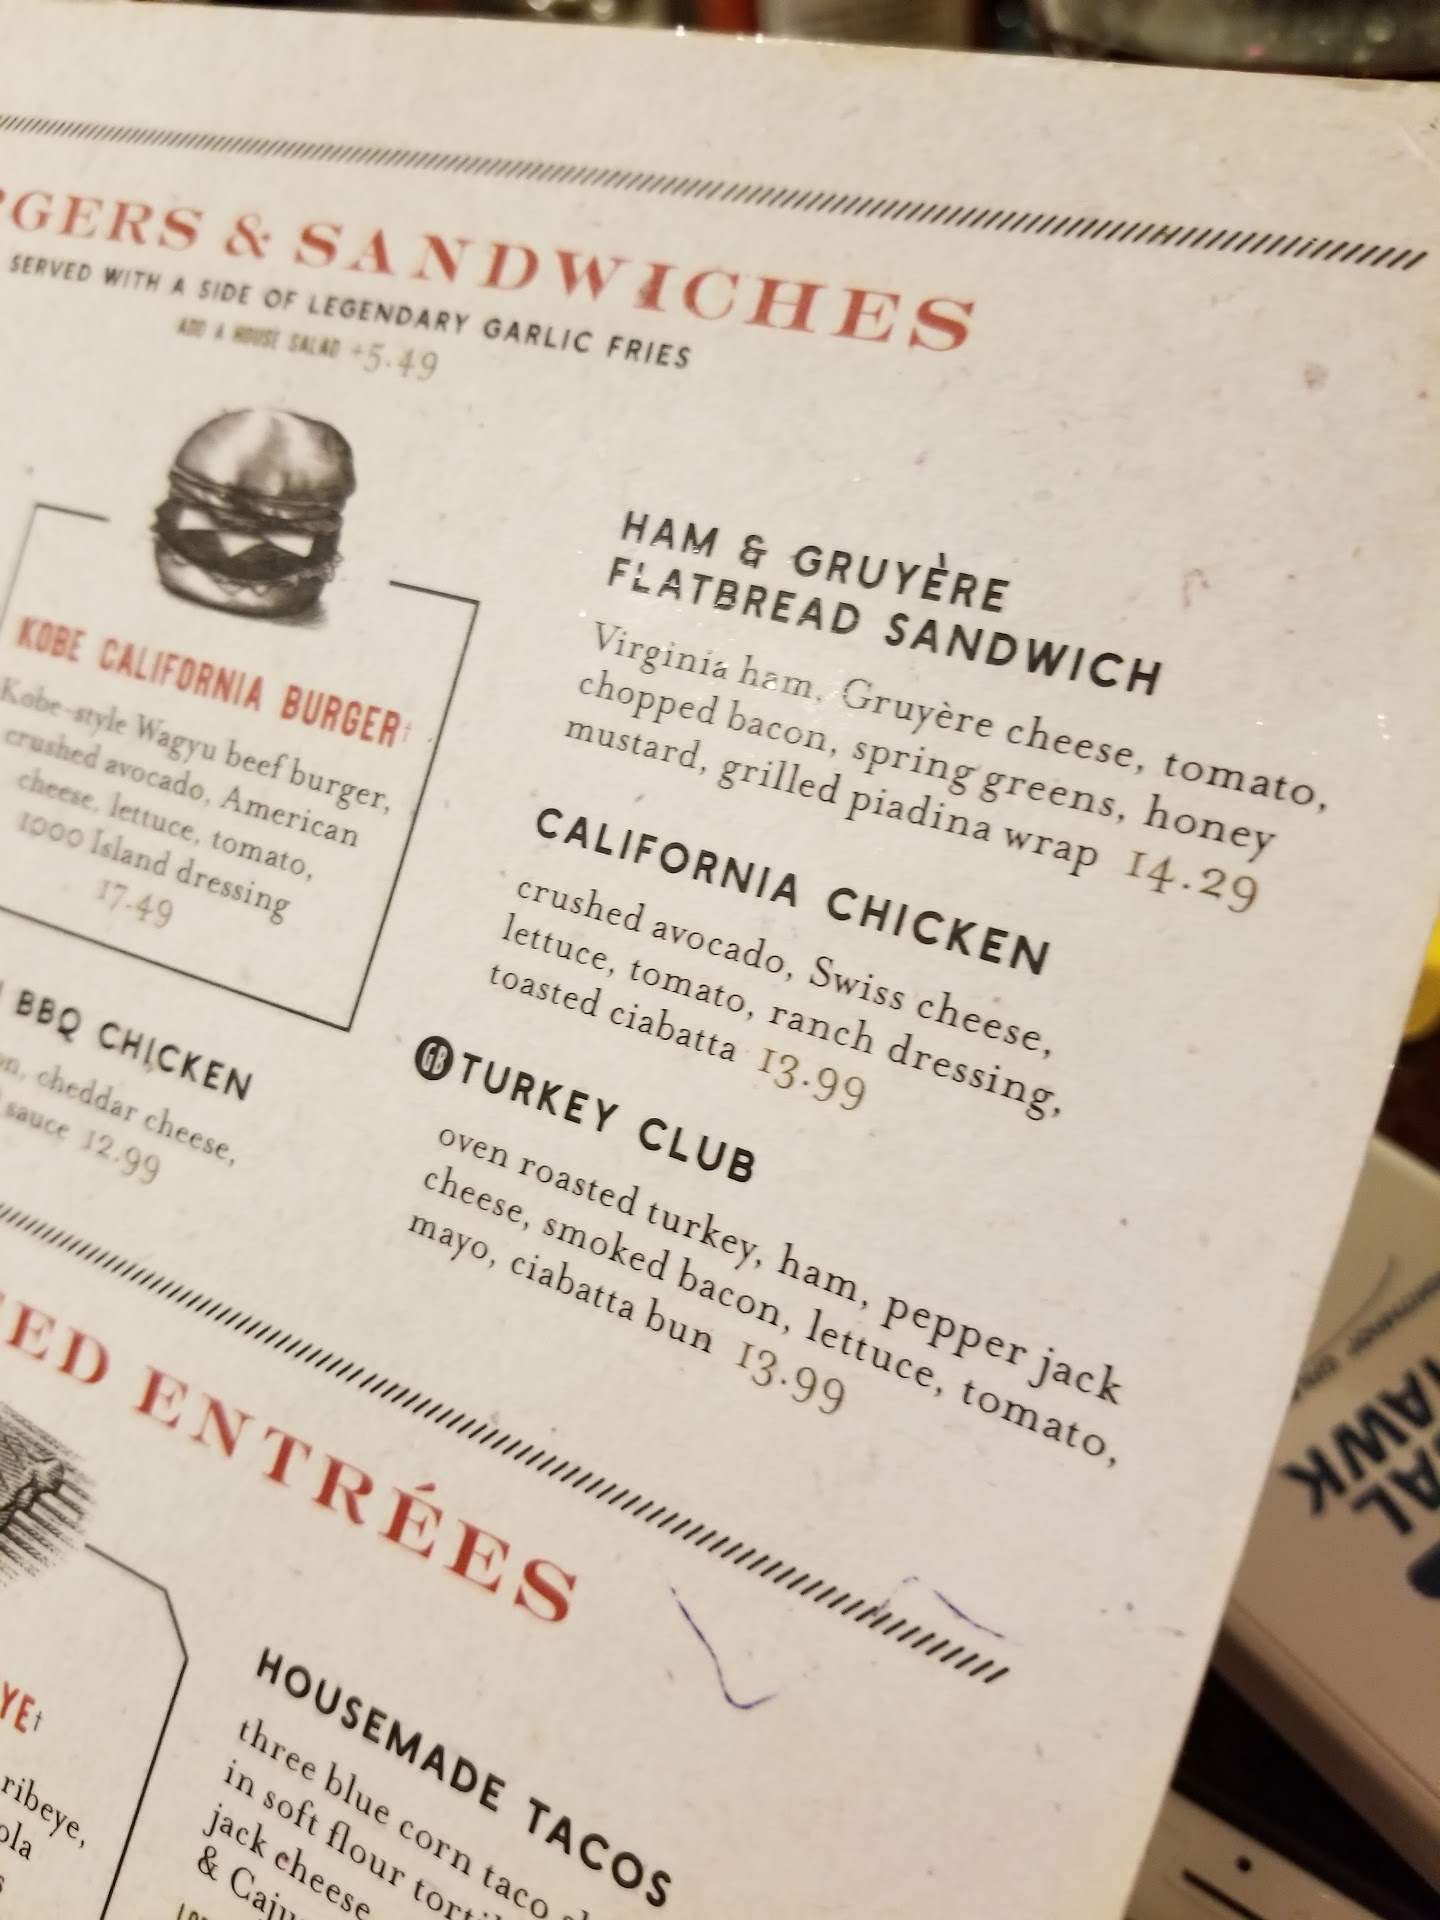 SANDWICHES
SERVED WITH A SIDE OF LEGENDARY GARLIC FRIES
ADD A HOUSE SALAD +5.49
KOBE CALIFORNIA BURGER†
Kobe-style Wagyu beef burger,
crushed avocado, American
cheese, lettuce, tomato,
1000 Island dressing
17.49
BBQ CHICKEN
cheddar cheese,
sauce 12.99
HAM & GRUYÈRE
FLATBREAD SANDWICH
Virginia ham, Gruyère cheese, tomato,
chopped bacon, spring greens, honey
mustard, grilled piadina wrap 14.29
CALIFORNIA CHICKEN
crushed avocado, Swiss cheese,
lettuce, tomato, ranch dressing,
toasted ciabatta 13.99
GB TURKEY CLUB
oven roasted turkey, ham, pepper jack
cheese, smoked bacon, lettuce, tomato,
mayo, ciabatta bun 13.99
ENTRÉES
ribeye,
HOUSEMADE TACOS
three blue corn taco
in soft flour
jack cheese
&
HAWK